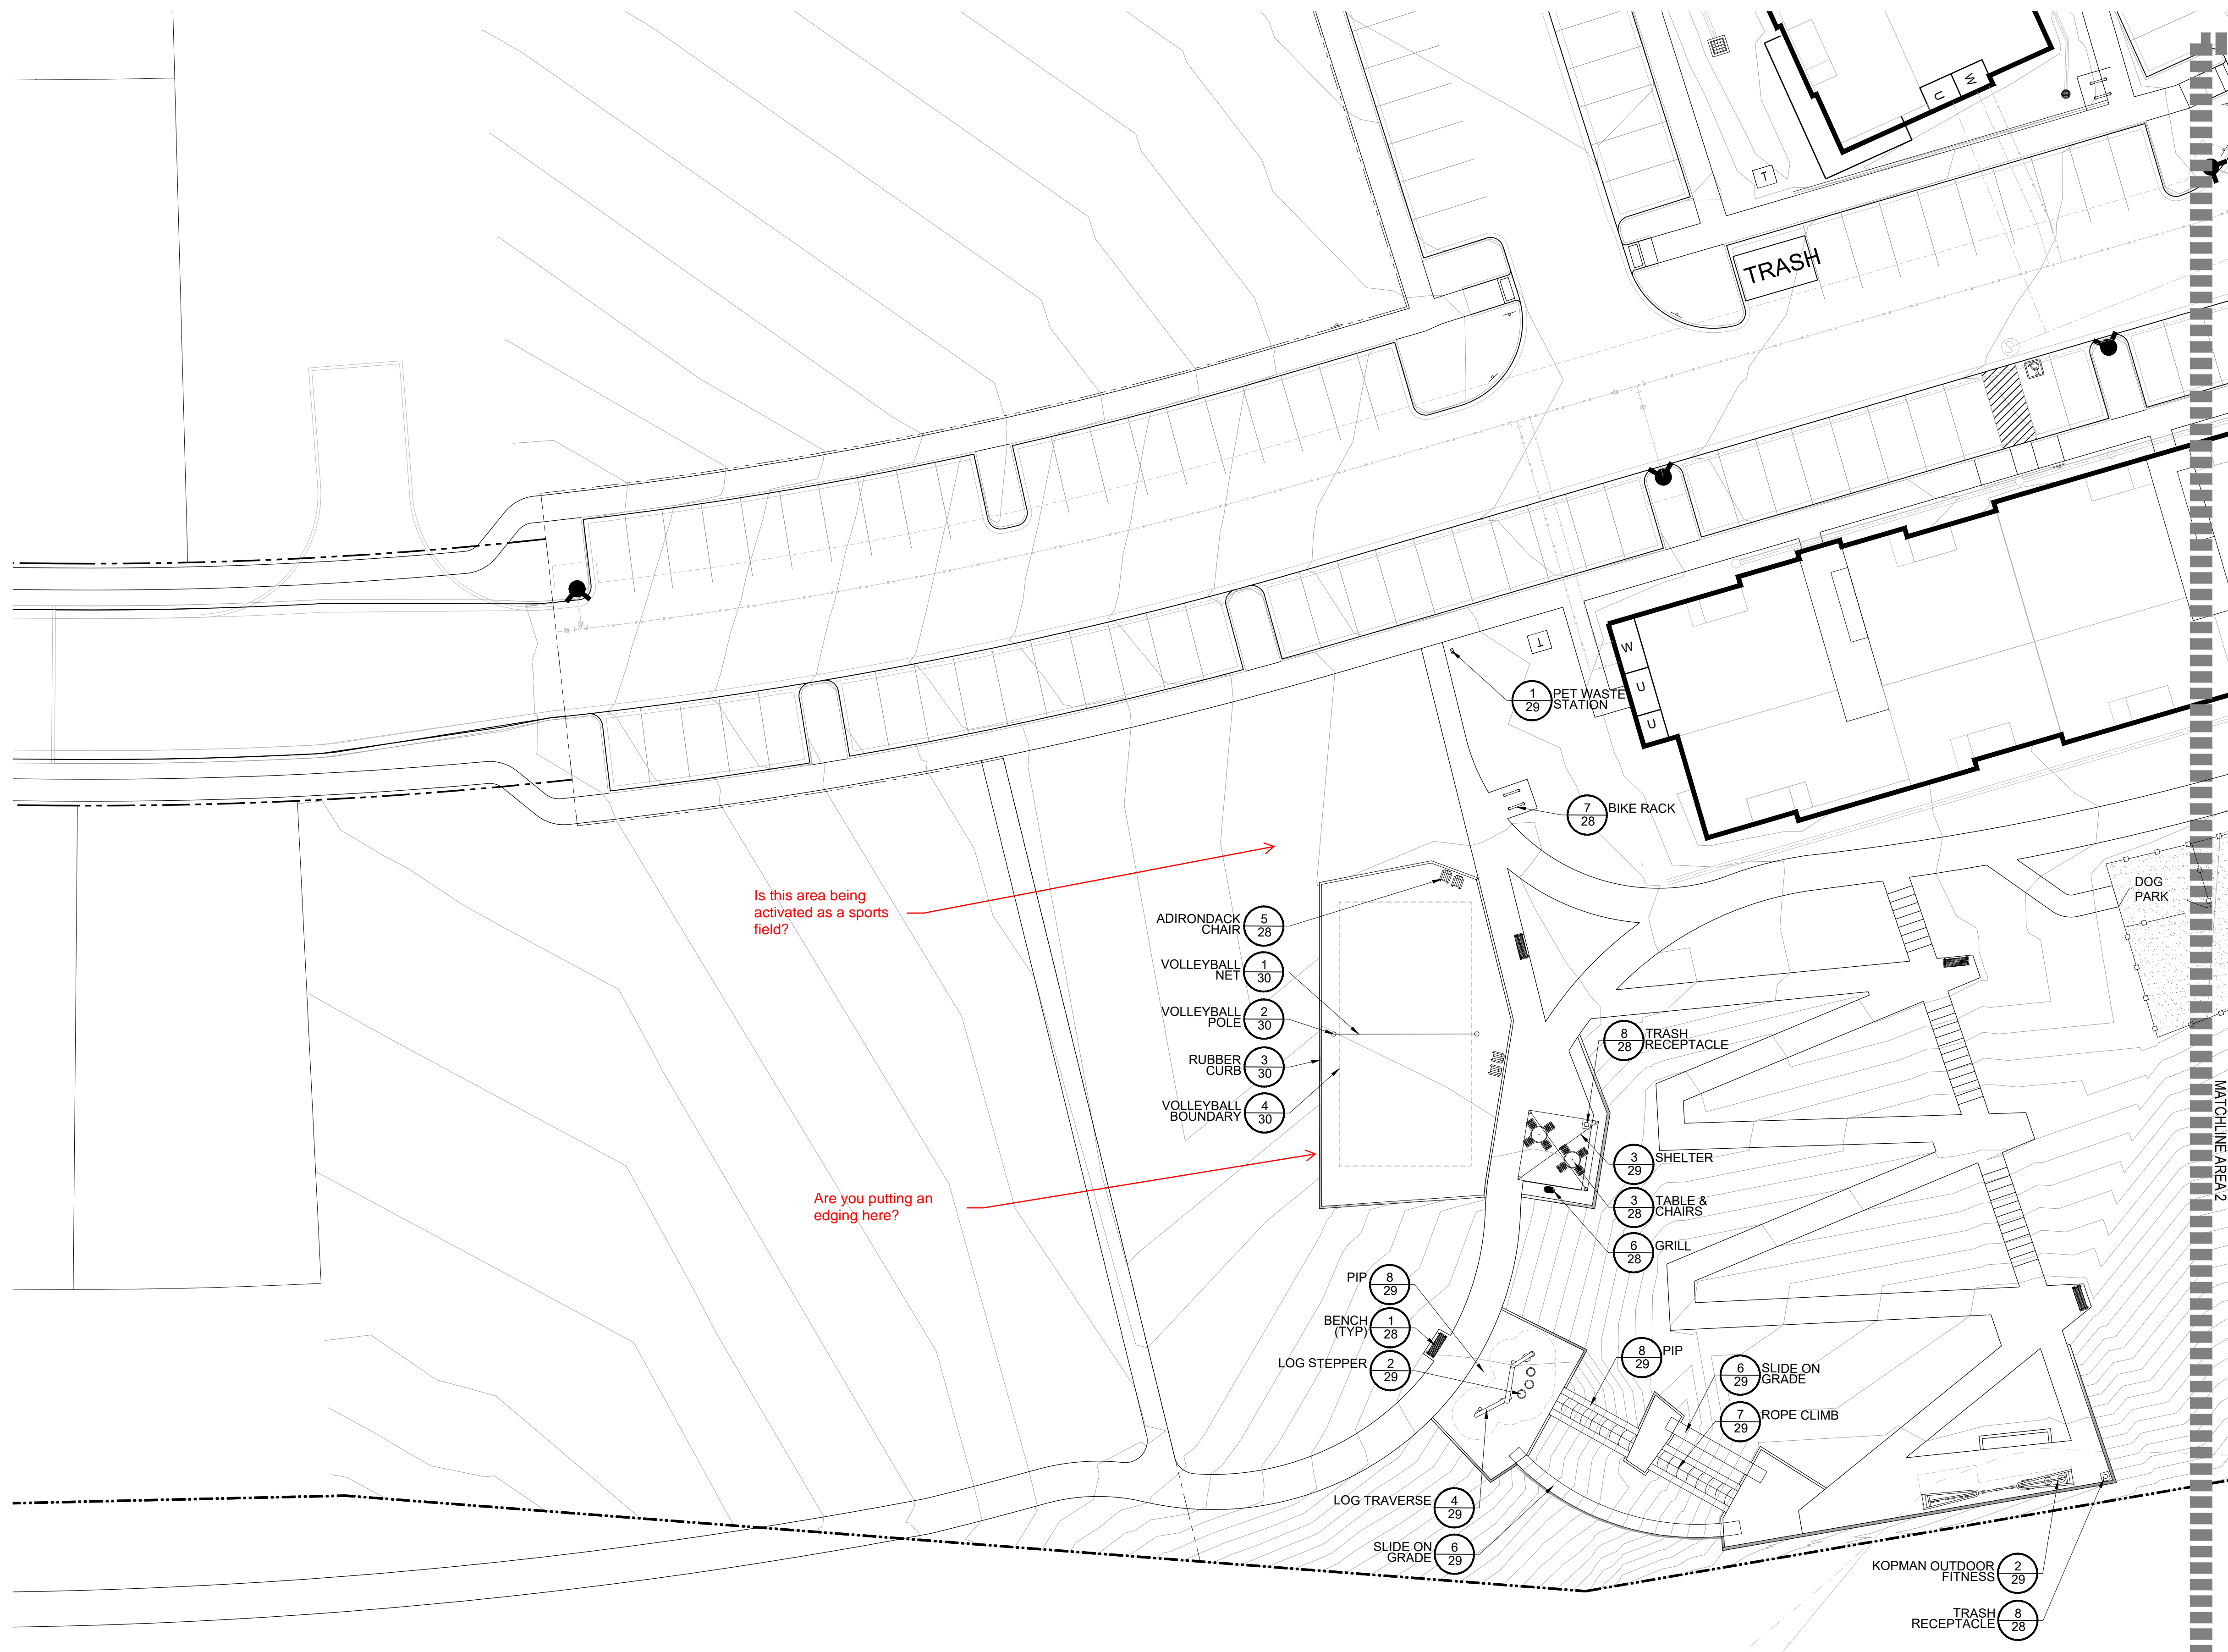 W
U
T
TRASH
T
W
U
U
1
29
PET WASTE
STATION
7
28
BIKE RACK
DOG
PARK
Is this area being
activated as a sports
field?
ADIRONDACK
CHAIR
5
28
VOLLEYBALL
NET
1
30
VOLLEYBALL
POLE
2
30
RUBBER
CURB
3
30
VOLLEYBALL
BOUNDARY
4
30
8
28
TRASH
RECEPTACLE
3
29
SHELTER
3
28
TABLE &
CHAIRS
6
28
GRILL
MATCHLINE AREA 2
Are you putting an
edging here?
PIP
8
29
BENCH
(TYP)
1
28
LOG STEPPER
2
29
8
29
PIP
6
29
SLIDE ON
GRADE
7
29
ROPE CLIMB
LOG TRAVERSE
4
29
SLIDE ON
GRADE
6
29
KOPMAN OUTDOOR
FITNESS
2
29
TRASH
RECEPTACLE
8
28